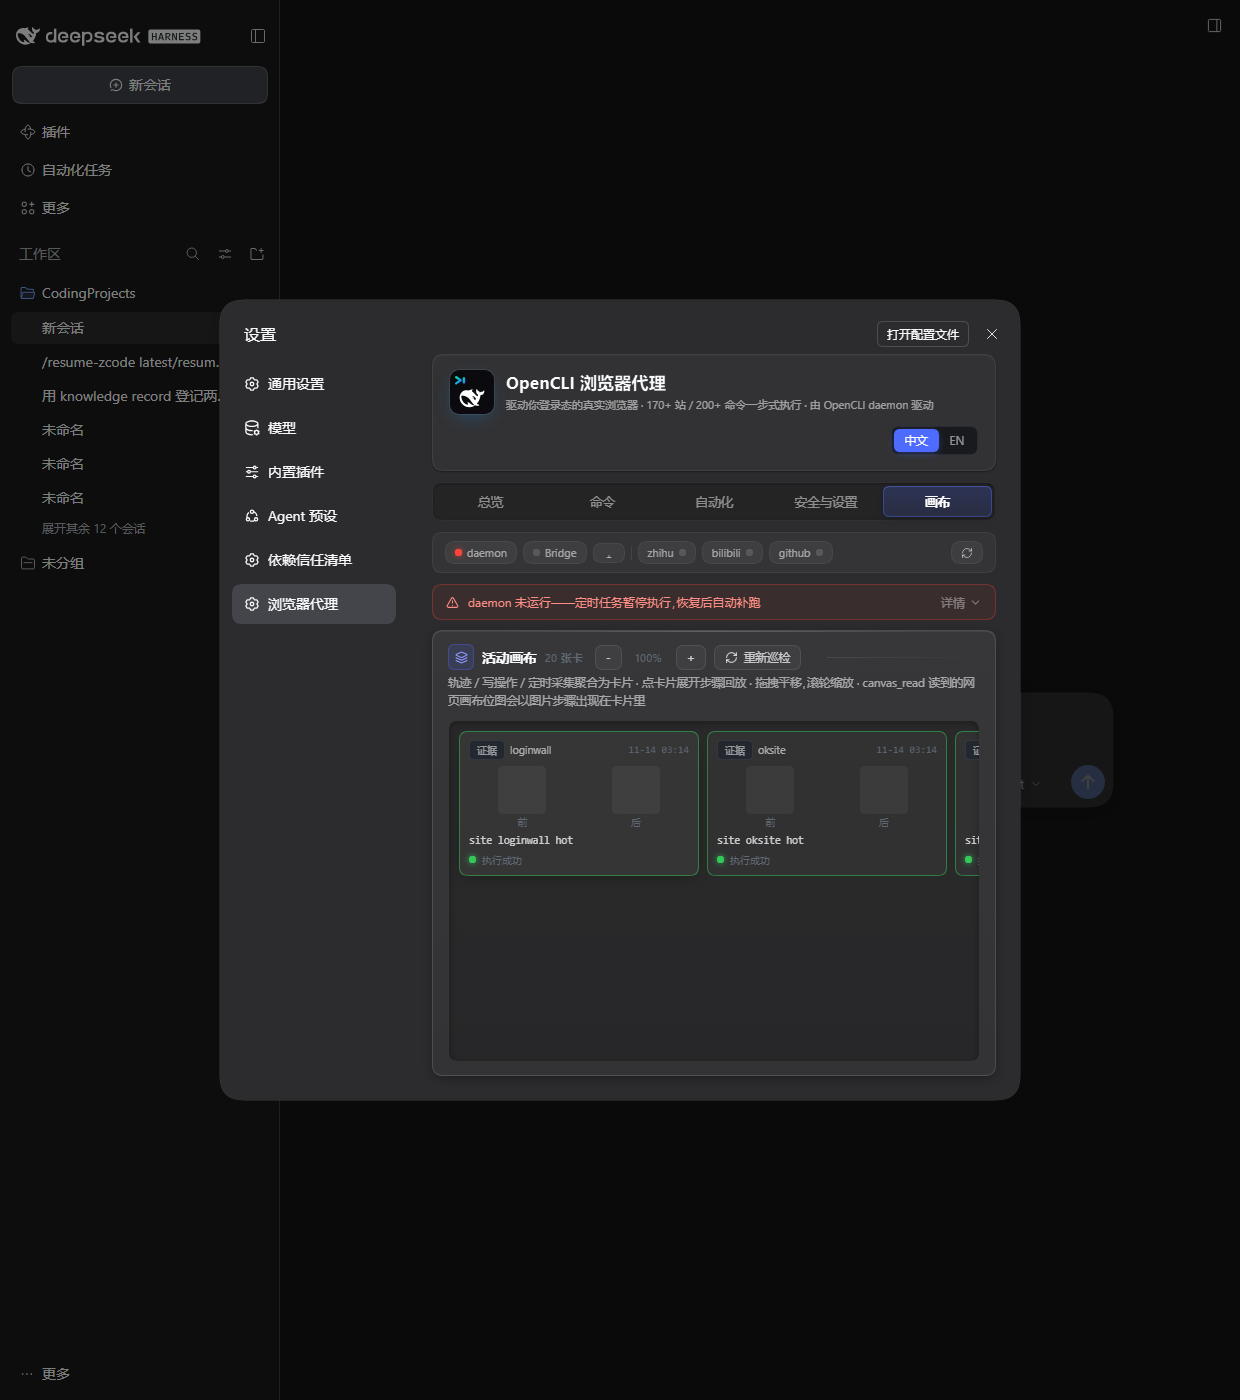 deepseek HARNESS
新会话
插件
自动化任务
更多
工作区
CodingProjects
新会话
/resume-zcode latest/resum.
用 knowledge record 登记两.
未命名
未命名
未命名
展开其余 12 个会话
未分组
更多
设置
打开配置文件
通用设置
模型
内置插件
Agent 预设
依赖信任清单
浏览器代理
OpenCLI 浏览器代理
驱动你登录态的真实浏览器 · 170+ 站 / 200+ 命令一步式执行 · 由 OpenCLI daemon 驱动
中文 EN
总览 命令 自动化 安全与设置 画布
daemon Bridge . zhihu bilibili github
daemon 未运行——定时任务暂停执行,恢复后自动补跑 详情
活动画布 20 张卡 - 100% + 重新巡检
轨迹 / 写操作 / 定时采集聚合为卡片 · 点卡片展开步骤回放 · 拖拽平移,滚轮缩放 · canvas_read 读到的网
页画布位图会以图片步骤出现在卡片里
证据 loginwall 11-14 03:14
前 后
site loginwall hot
执行成功
证据 oksite 11-14 03:14
前 后
site oksite hot
执行成功